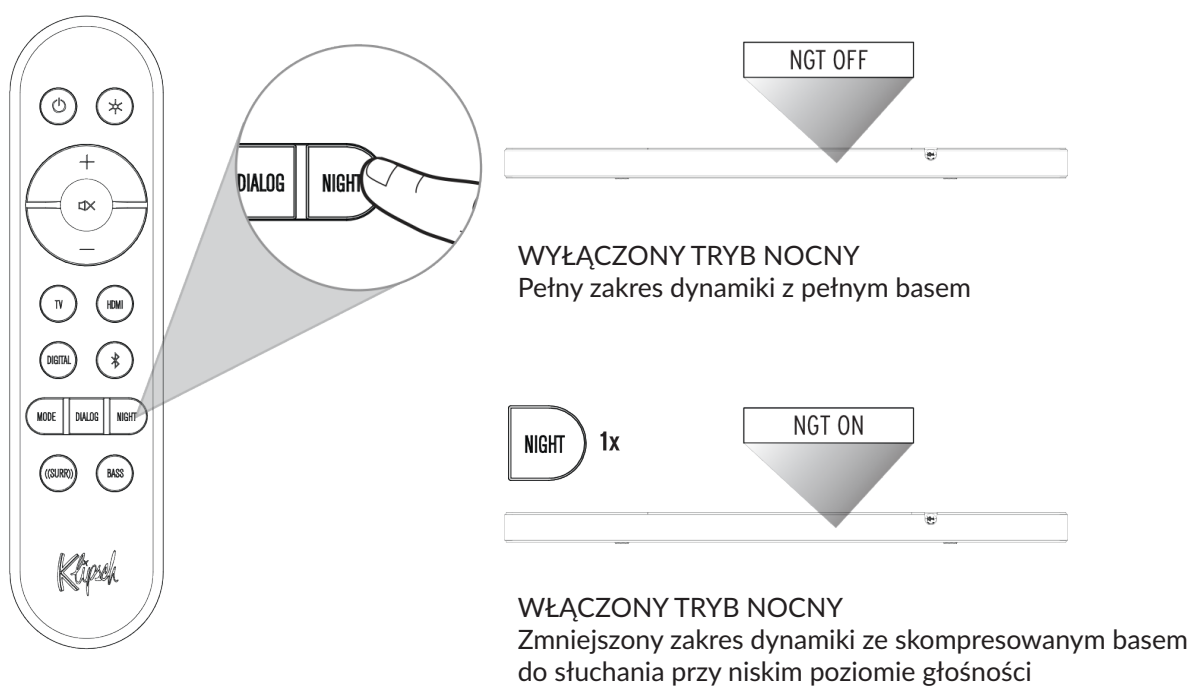 NGT OFF
+
−
TV
HDMI
DIGITAL
MODE DIALOG NIGHT
((SURR)) BASS
Klipsch
DIALOG NIGHT
WYŁĄCZONY TRYB NOCNY
Pełny zakres dynamiki z pełnym basem
NIGHT 1x
NGT ON
WŁĄCZONY TRYB NOCNY
Zmniejszony zakres dynamiki ze skompresowanym basem
do słuchania przy niskim poziomie głośności